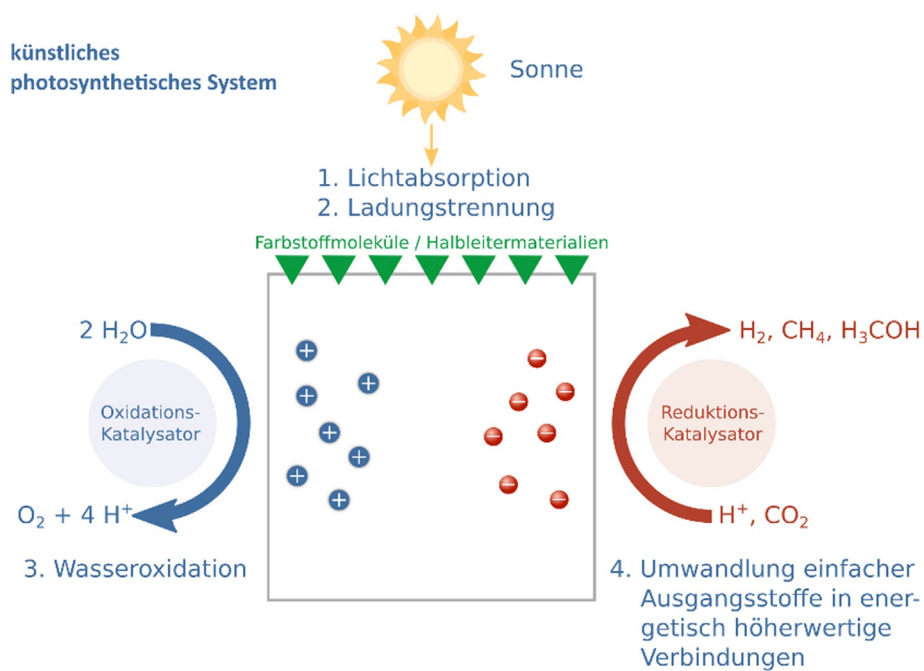 künstliches
photosynthetisches System
Sonne
1. Lichtabsorption
2. Ladungstrennung
Farbstoffmoleküle / Halbleitermaterialien
2 H₂O
Oxidations-
Katalysator
O₂ + 4 H⁺
3. Wasseroxidation
H₂, CH₄, H₃COH
Reduktions-
Katalysator
H⁺, CO₂
4. Umwandlung einfacher
Ausgangsstoffe in ener-
getisch höherwertige
Verbindungen